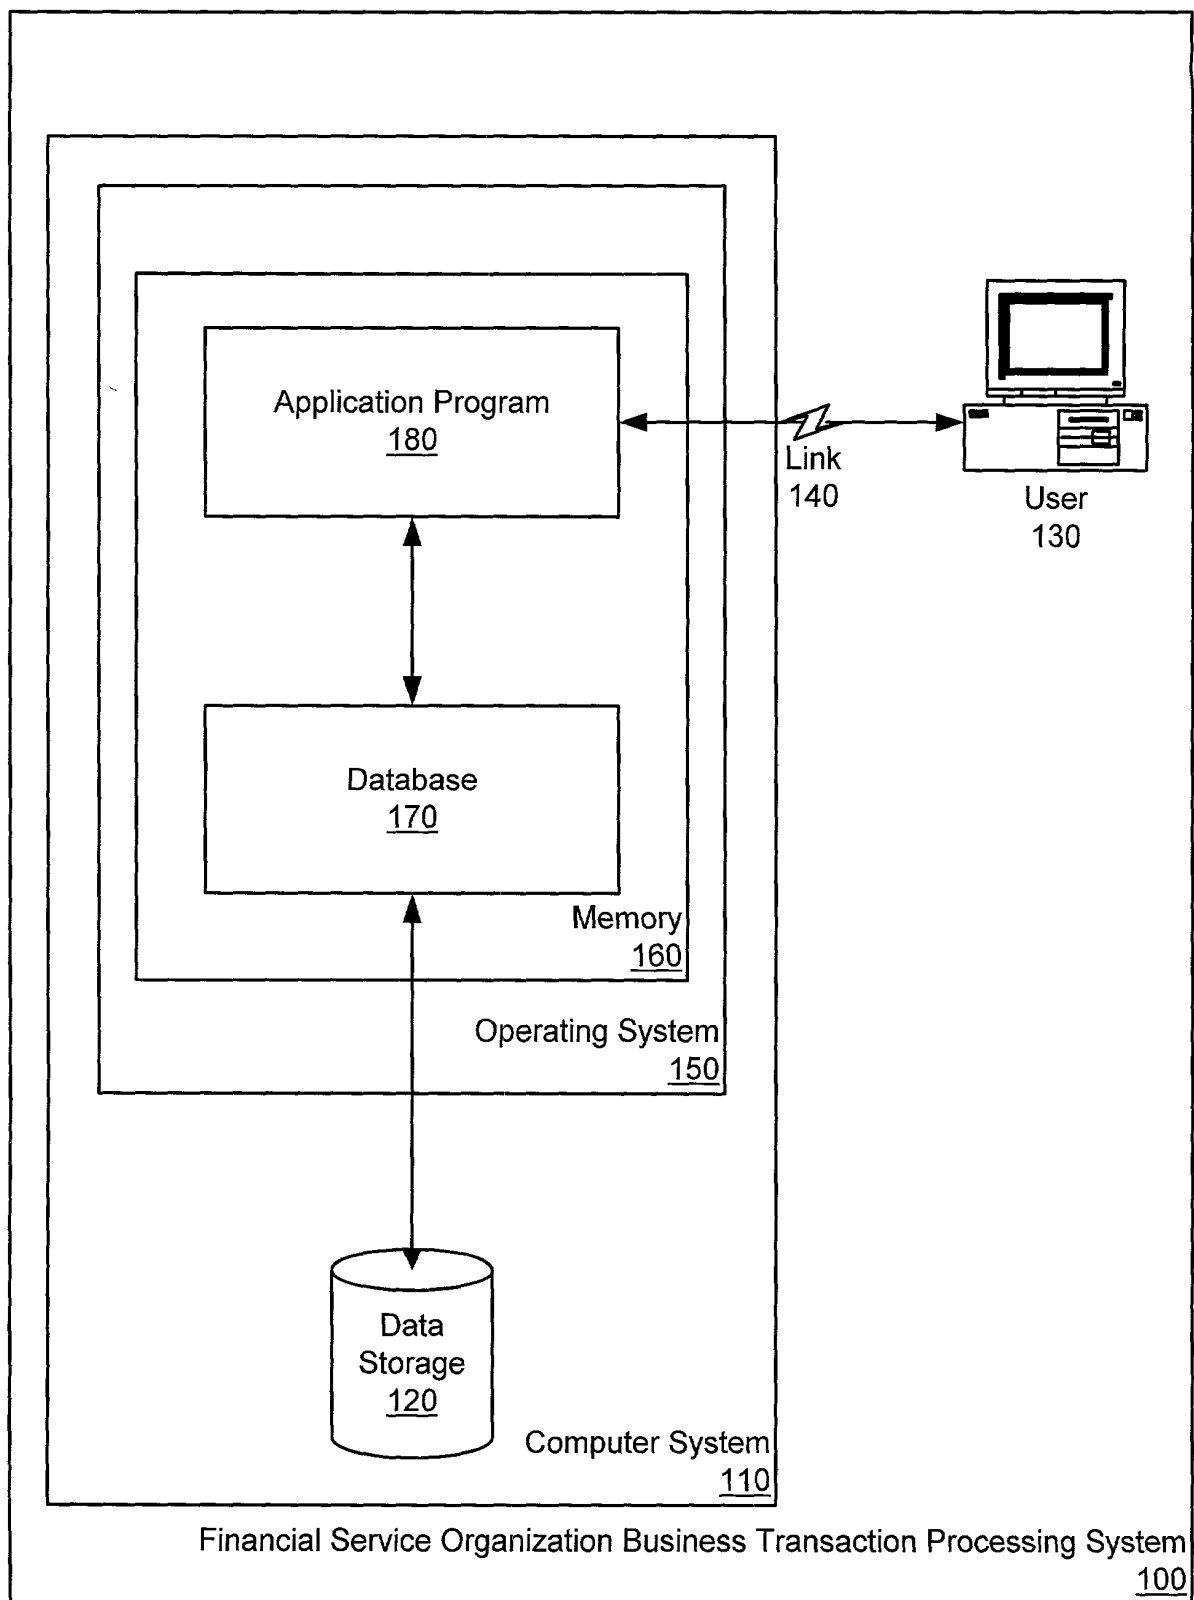 Application Program
180
Link
140
User
130
Database
170
Memory
160
Operating System
150
Data
Storage
120
Computer System
110
Financial Service Organization Business Transaction Processing System
100